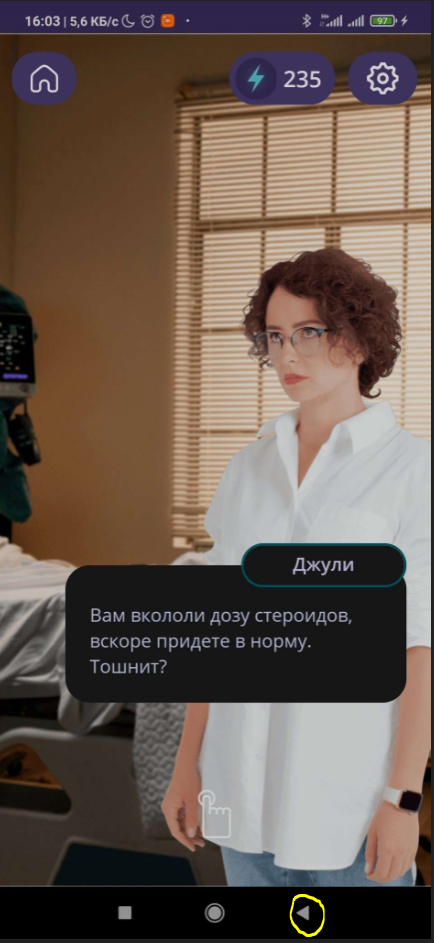 16:03 | 5,6 КБ/с 97
235
Джули
Вам вкололи дозу стероидов,
вскоре придете в норму.
Тошнит?